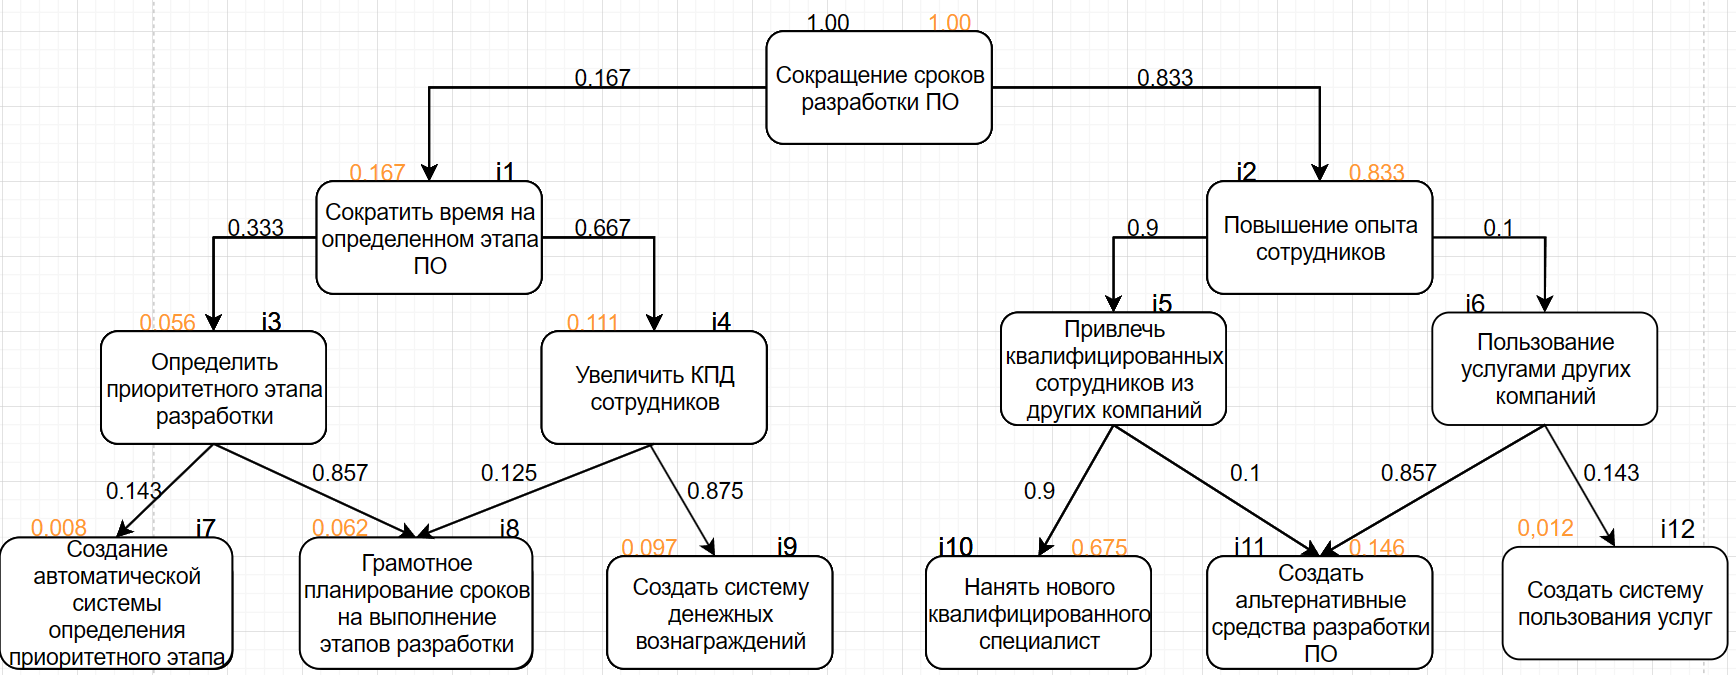 1.00 1.00
Сокращение сроков
разработки ПО
0.167 0.833
0.167 i1
Сократить время на
определенном этапа
ПО
i2 0.833
Повышение опыта
сотрудников
0.333 0.667
0.9 0.1
0.056 i3
Определить
приоритетного этапа
разработки
0.111 i4
Увеличить КПД
сотрудников
i5
Привлечь
квалифицированных
сотрудников из
других компаний
i6
Пользование
услугами других
компаний
0.143 0.857 0.125 0.875
0.9 0.1 0.857 0.143
0.008 i7
Создание
автоматической
системы
определения
приоритетного этапа
0.062 i8
Грамотное
планирование сроков
на выполнение
этапов разработки
0.097 i9
Создать систему
денежных
вознаграждений
i10 0.675
Нанять нового
квалифицированного
специалист
i11 0.146
Создать
альтернативные
средства разработки
ПО
0,012 i12
Создать систему
пользования услуг